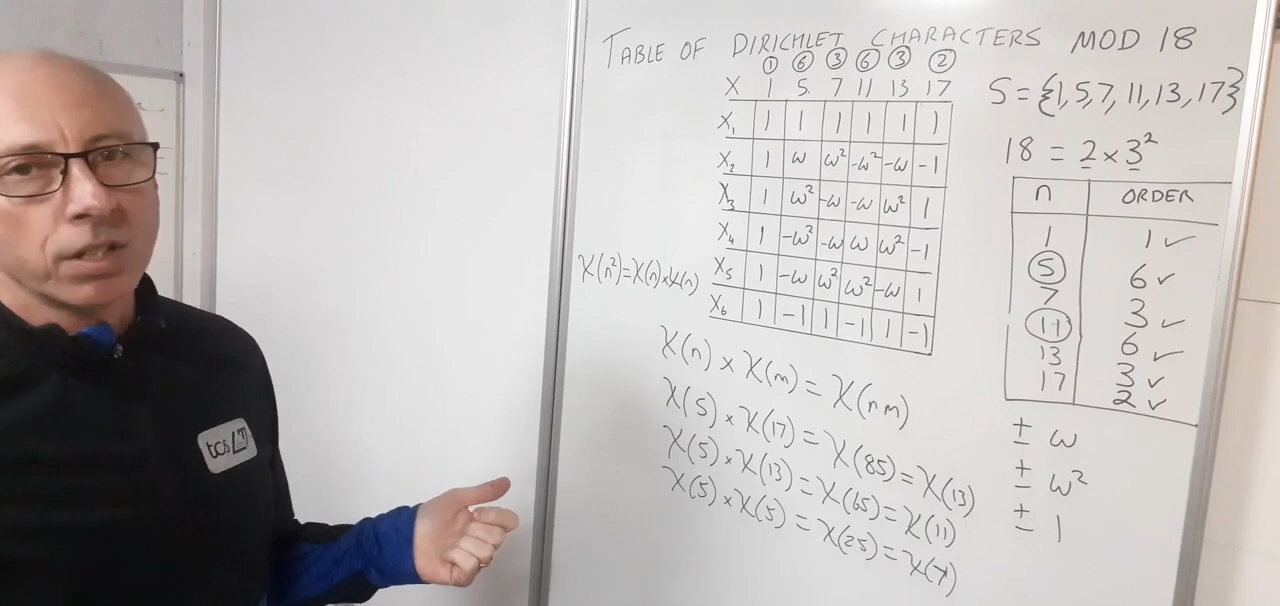 TABLE OF DIRICHLET CHARACTERS MOD 18
① ⑥ ③ ⑥ ③ ②
X 1 5 7 11 13 17
X₁ 1 1 1 1 1 1
X₂ 1 ω ω² -ω² -ω -1
X₃ 1 ω² -ω -ω ω² 1
X₄ 1 -ω² -ω ω ω² -1
X₅ 1 -ω ω² ω² -ω 1
X₆ 1 -1 1 -1 1 -1
χ(n²)=χ(n)×χ(n)
χ(n) × χ(m) = χ(nm)
χ(5) × χ(17) = χ(85) = χ(13)
χ(5) × χ(13) = χ(65) = χ(11)
χ(5) × χ(5) = χ(25) = χ(7)
S = {1, 5, 7, 11, 13, 17}
18 = 2 × 3²
n ORDER
1 1 ✓
5 6 ✓
7 3 ✓
11 6 ✓
13 3 ✓
17 2 ✓
± ω
± ω²
± 1
tcs